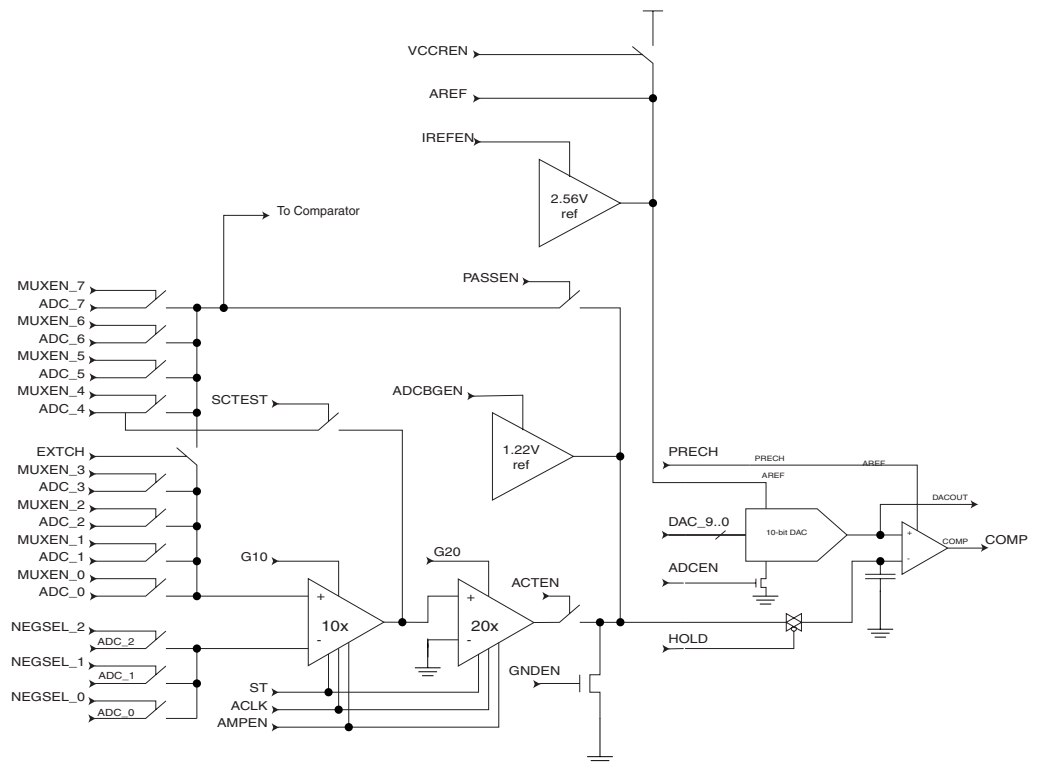 VCCREN
AREF
IREFEN
2.56V
ref
To Comparator
PASSEN
MUXEN_7
ADC_7
MUXEN_6
ADC_6
MUXEN_5
ADC_5
MUXEN_4
ADC_4
SCTEST
ADCBGEN
1.22V
ref
EXTCH
MUXEN_3
ADC_3
MUXEN_2
ADC_2
MUXEN_1
ADC_1
MUXEN_0
ADC_0
PRECH
PRECH
AREF
AREF
DACOUT
DAC_9..0
10-bit DAC
+
-
COMP
COMP
ADCEN
G10
G20
ACTEN
+
10x
-
+
20x
-
HOLD
NEGSEL_2
ADC_2
NEGSEL_1
ADC_1
NEGSEL_0
ADC_0
GNDEN
ST
ACLK
AMPEN